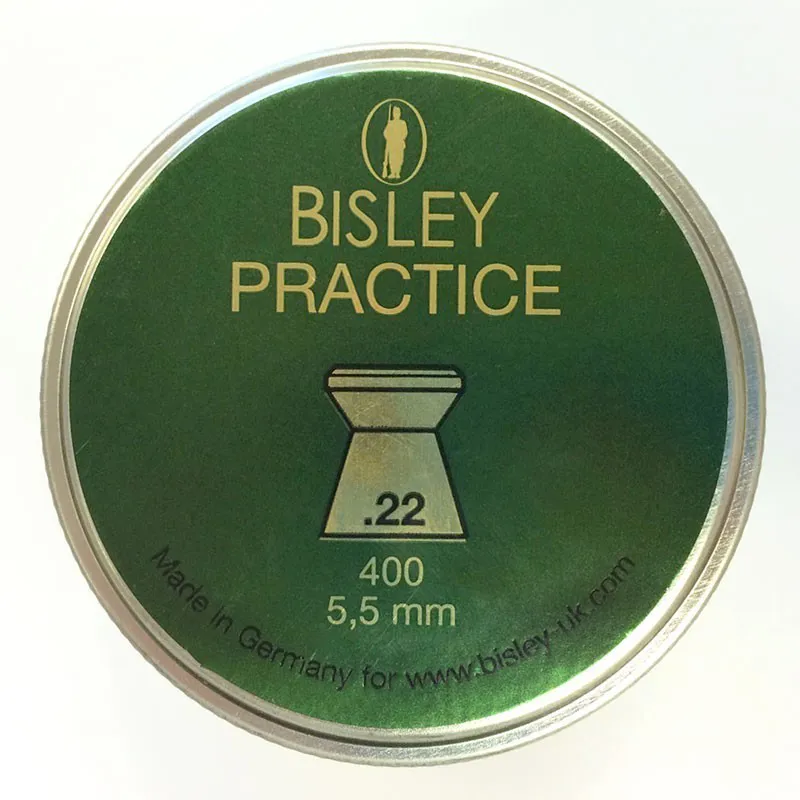 BISLEY
PRACTICE
.22
400
5,5 mm
Made in Germany for www.bisley-uk.com